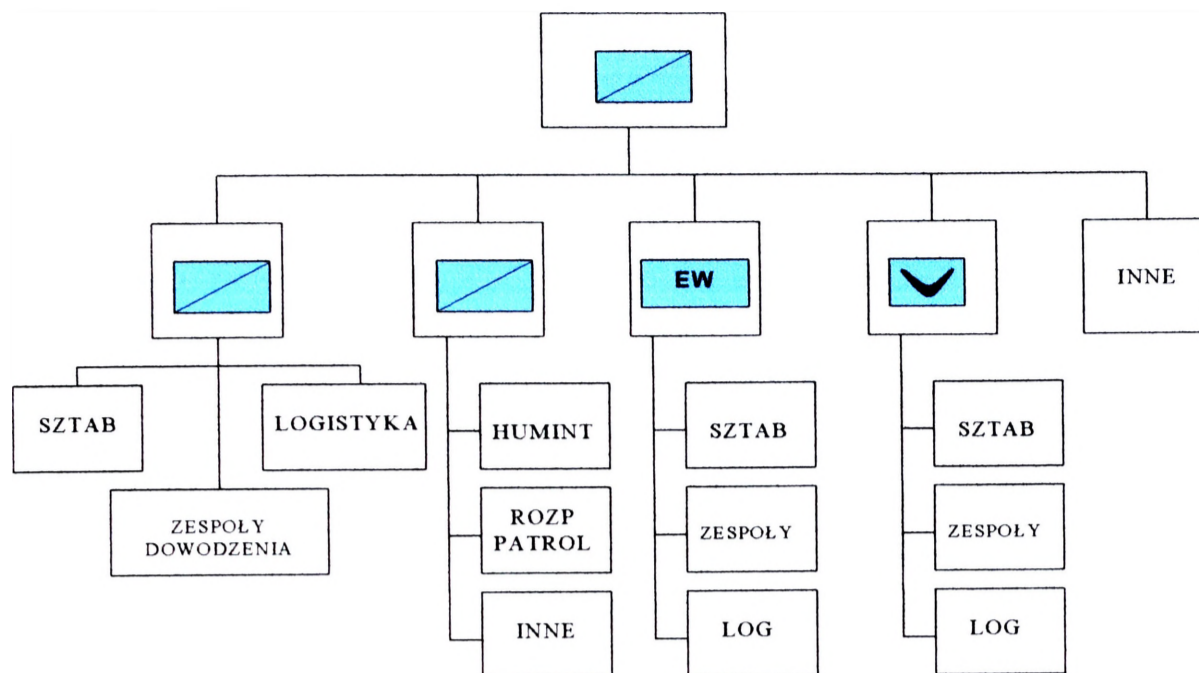 EW
INNE
SZTAB
LOGISTYKA
ZESPOŁY
DOWODZENIA
HUMINT
ROZP
PATROL
INNE
SZTAB
ZESPOŁY
LOG
SZTAB
ZESPOŁY
LOG